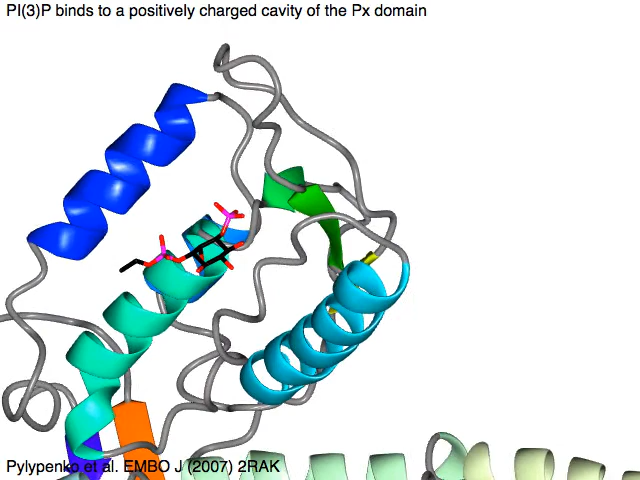 PI(3)P binds to a positively charged cavity of the Px domain
Pylypenko et al. EMBO J (2007) 2RAK